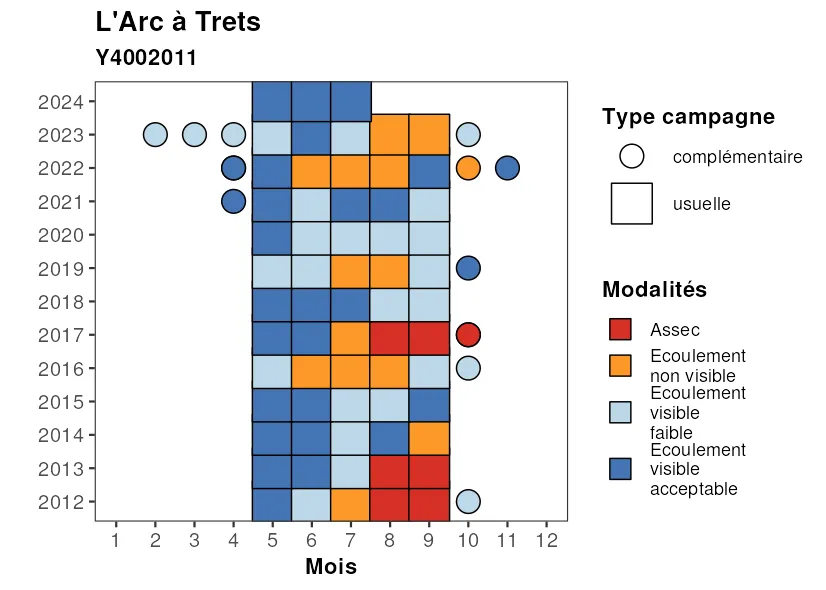 L'Arc à Trets
Y4002011
2024
2023
2022
2021
2020
2019
2018
2017
2016
2015
2014
2013
2012
1 2 3 4 5 6 7 8 9 10 11 12
Mois
Type campagne
complémentaire
usuelle
Modalités
Assec
Ecoulement
non visible
Ecoulement
visible
faible
Ecoulement
visible
acceptable